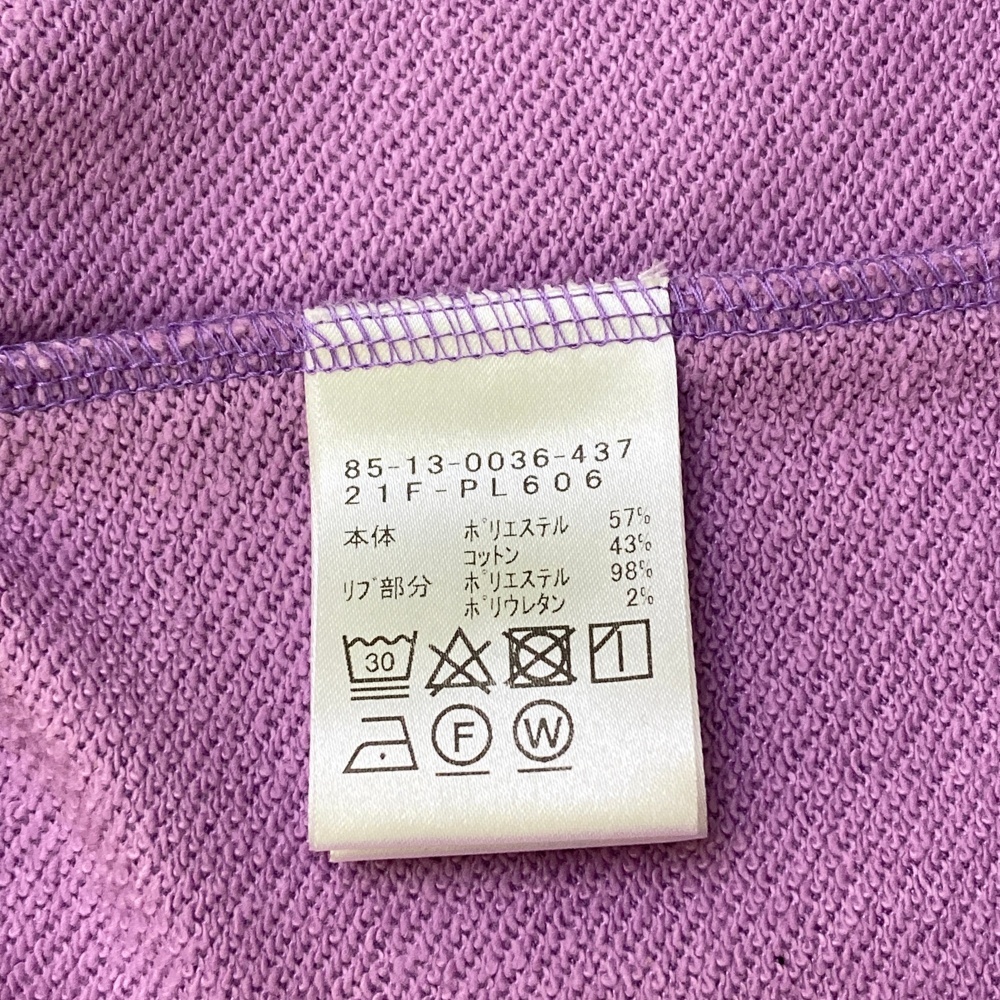 85-13-0036-437
21F-PL606
本体 ポリエステル 57%
コットン 43%
リブ部分 ポリエステル 98%
ポリウレタン 2%
30
F W